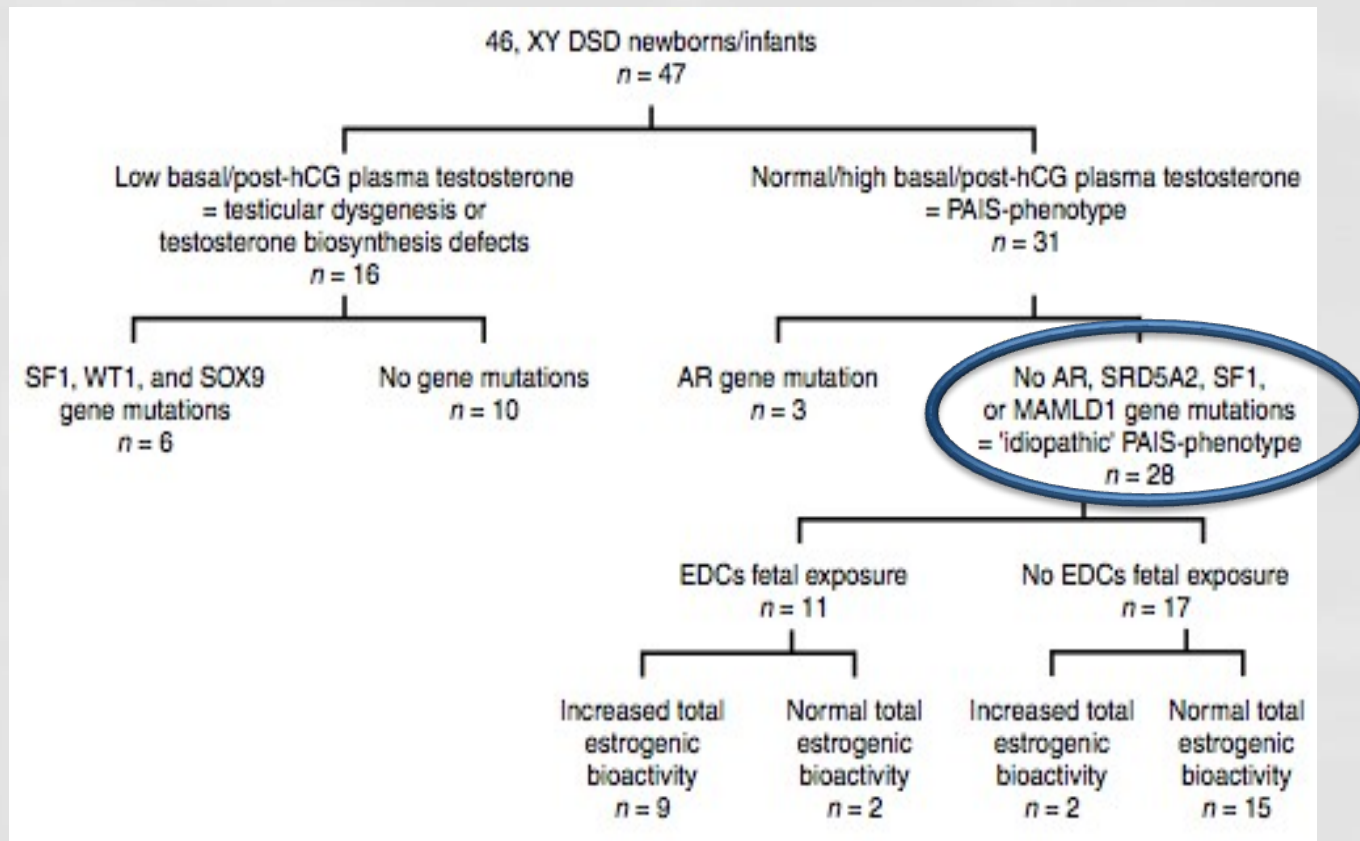 46, XY DSD newborns/infants
n = 47
Low basal/post-hCG plasma testosterone
= testicular dysgenesis or
testosterone biosynthesis defects
n = 16
Normal/high basal/post-hCG plasma testosterone
= PAIS-phenotype
n = 31
SF1, WT1, and SOX9
gene mutations
n = 6
No gene mutations
n = 10
AR gene mutation
n = 3
No AR, SRD5A2, SF1,
or MAMLD1 gene mutations
= 'idiopathic' PAIS-phenotype
n = 28
EDCs fetal exposure
n = 11
No EDCs fetal exposure
n = 17
Increased total
estrogenic
bioactivity
n = 9
Normal total
estrogenic
bioactivity
n = 2
Increased total
estrogenic
bioactivity
n = 2
Normal total
estrogenic
bioactivity
n = 15